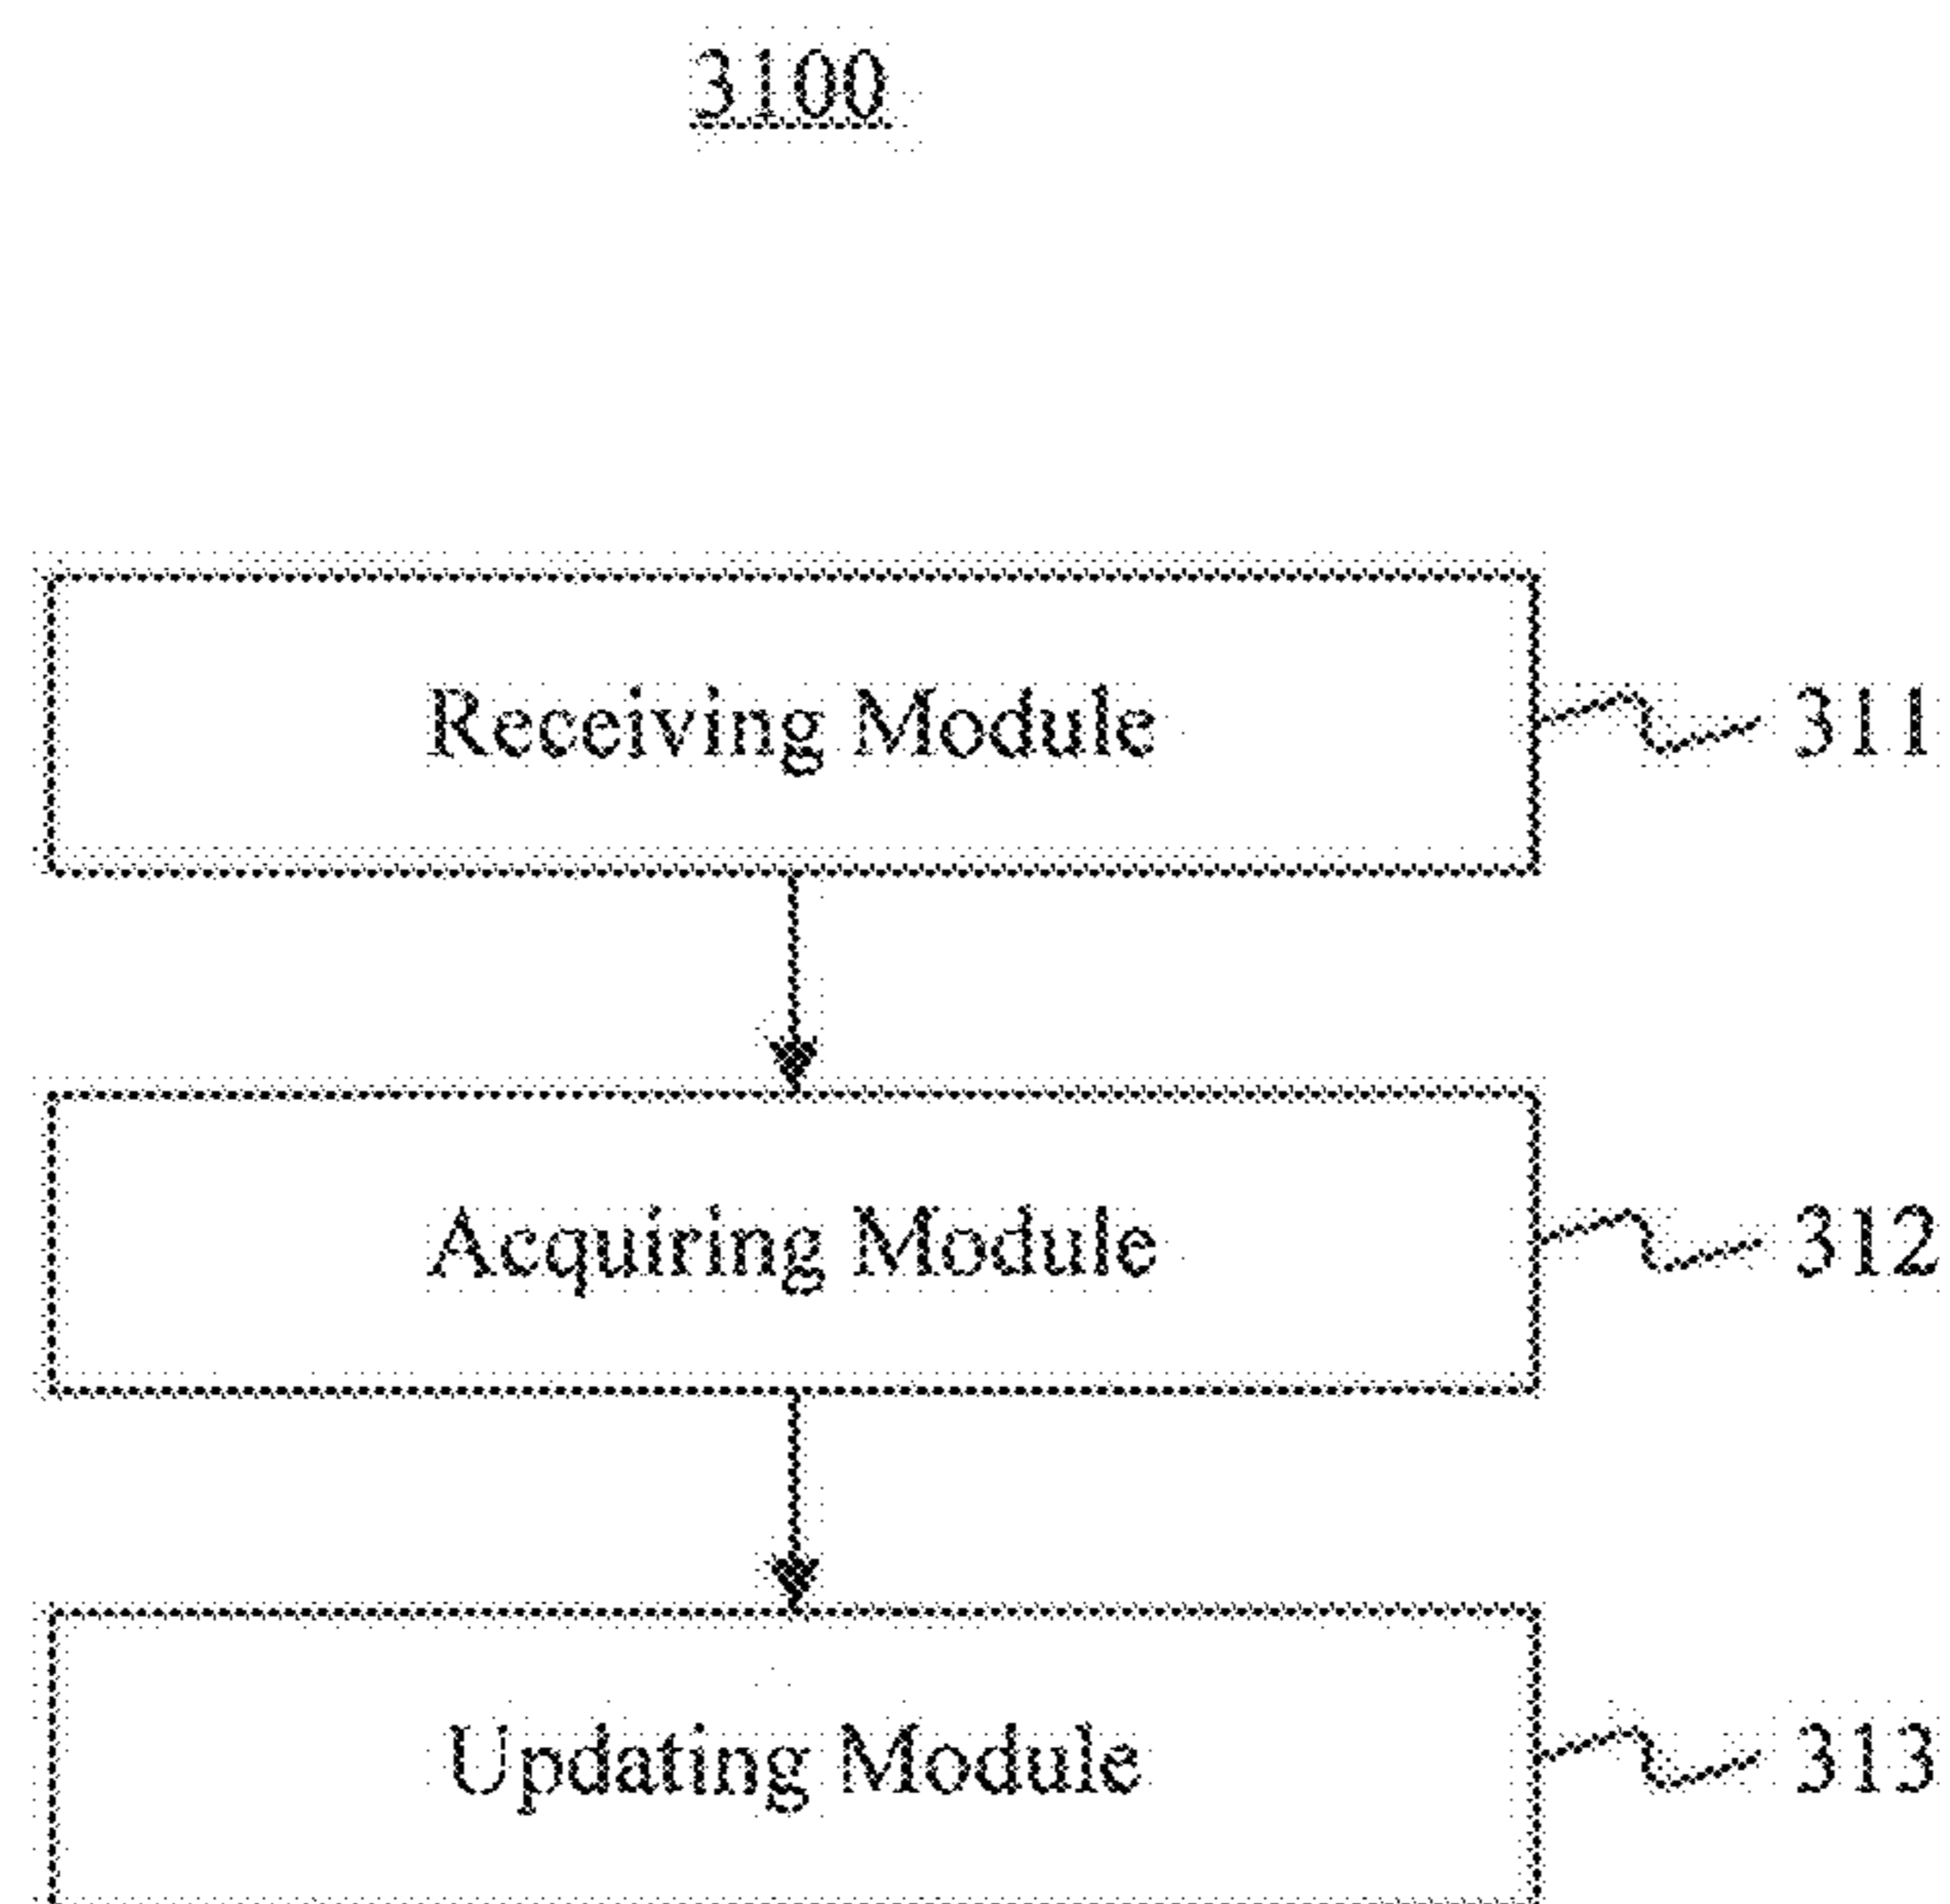 3100
Receiving Module
311
Acquiring Module
312
Updating Module
313